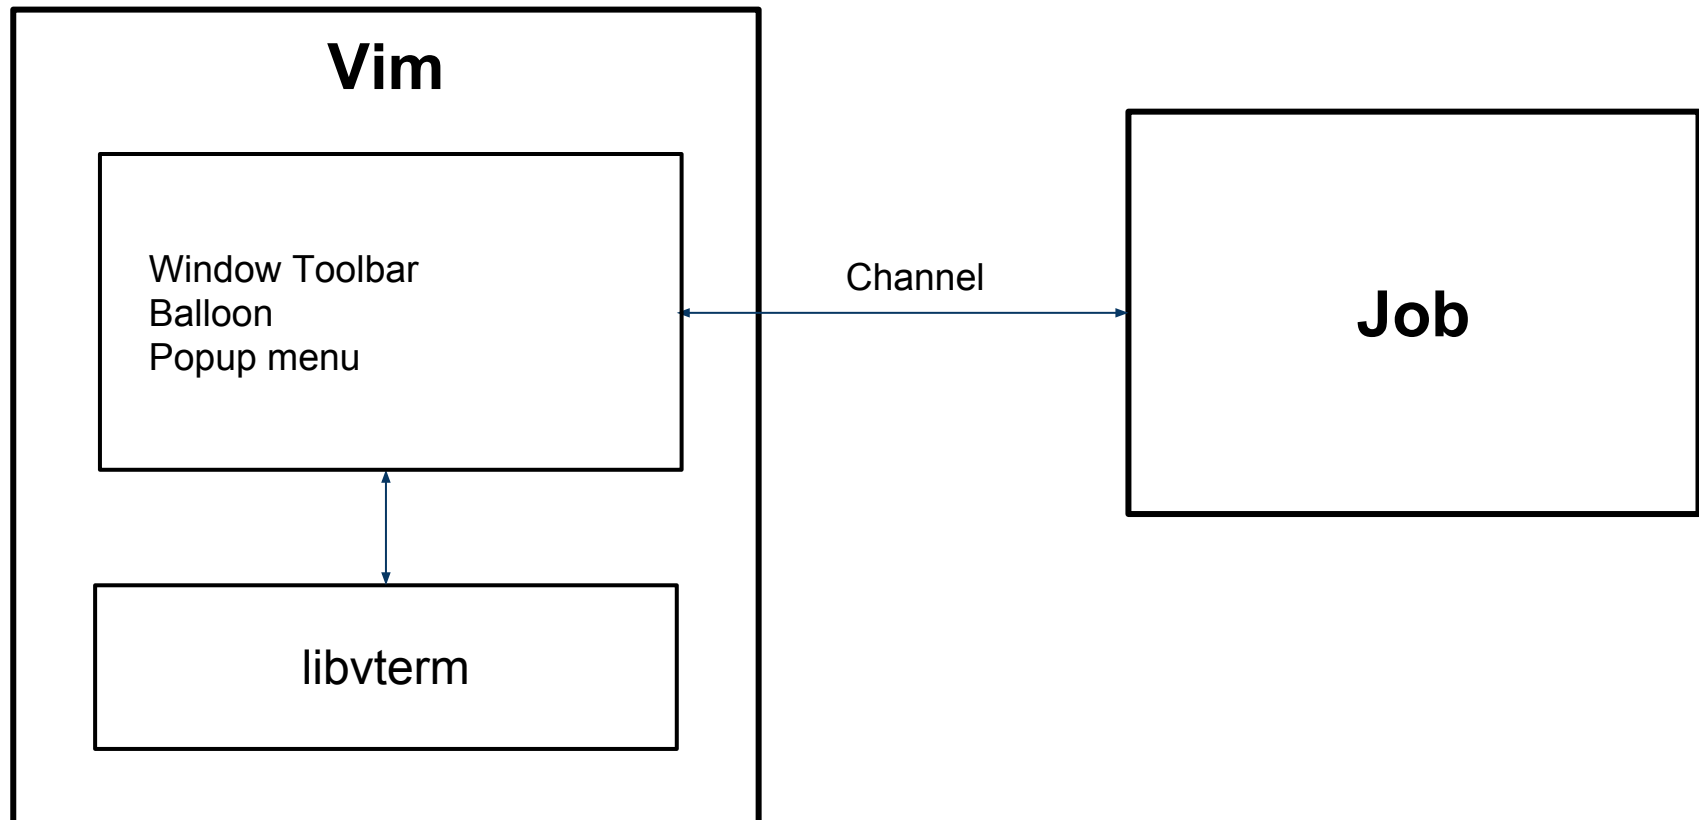 Vim
Window Toolbar
Balloon
Popup menu
Channel
Job
libvterm